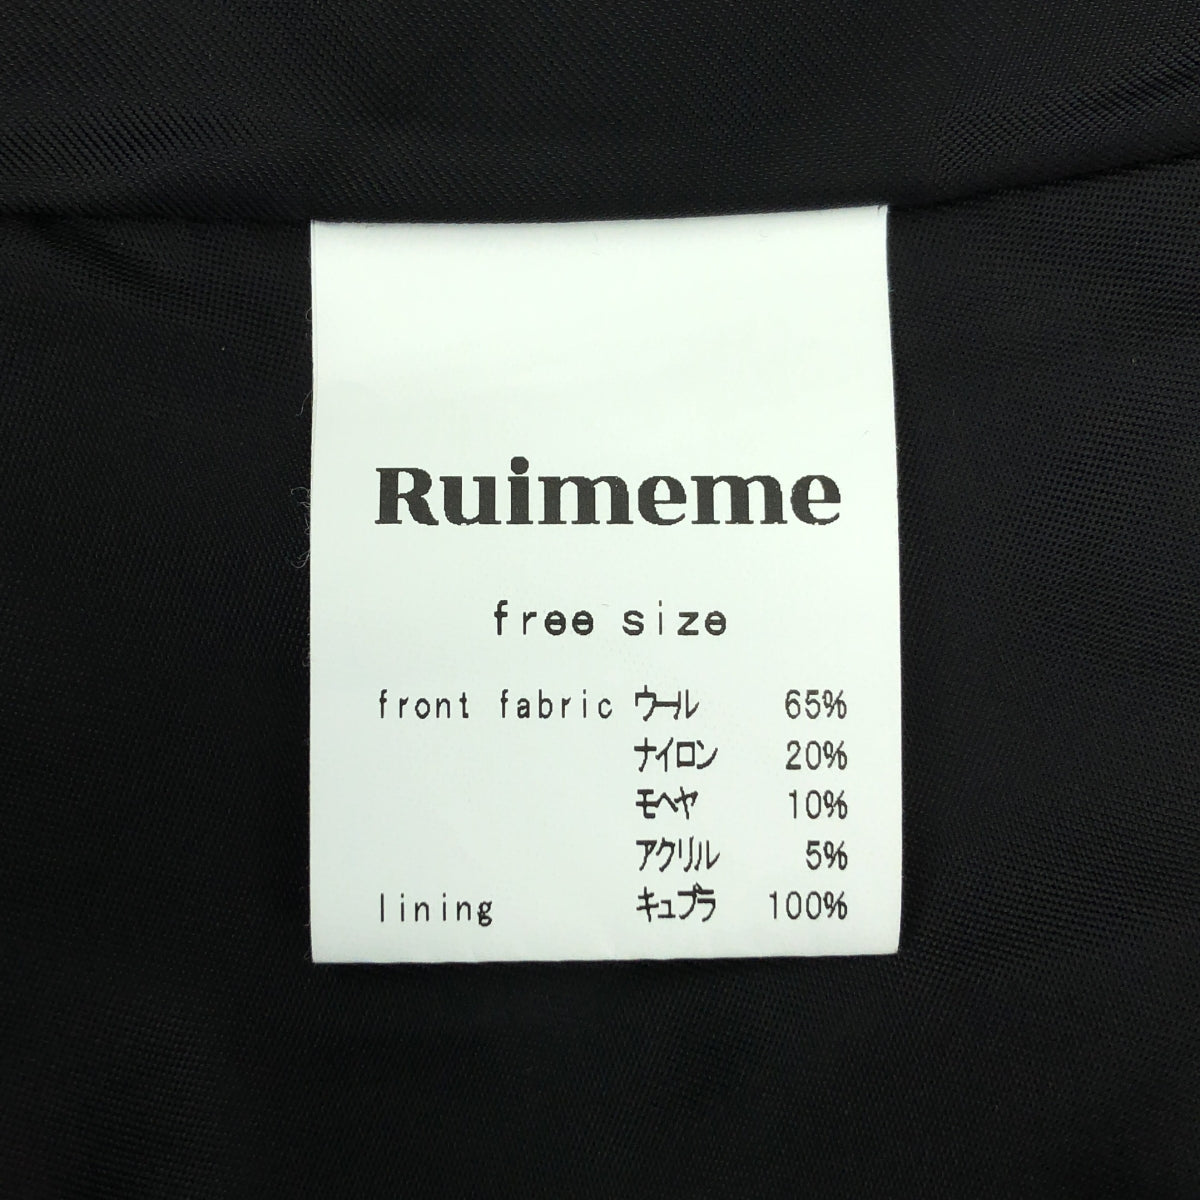 Ruimeme
free size
front fabric ウール 65%
ナイロン 20%
モヘヤ 10%
アクリル 5%
lining キュプラ 100%